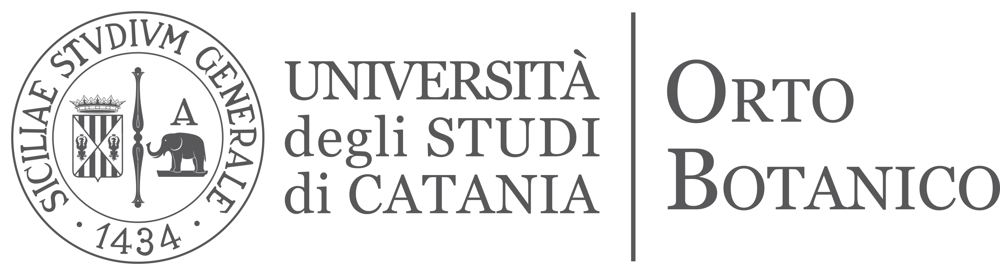 SICILIAE STVDIVM GENERALE
· 1434 ·
A
UNIVERSITÀ
degli STUDI
di CATANIA
ORTO
BOTANICO